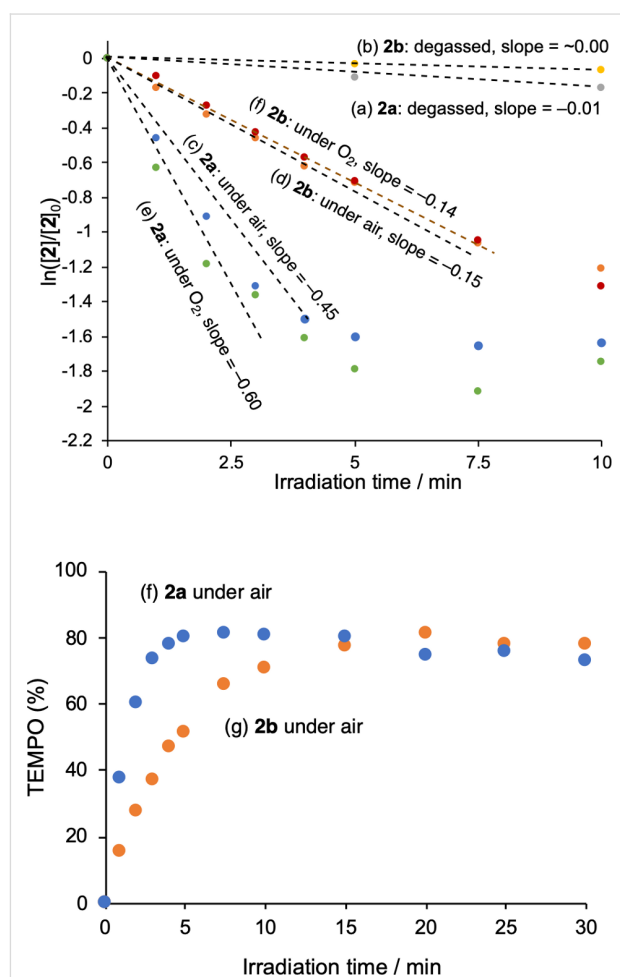 0
-0.2
-0.4
-0.6
-0.8
-1
-1.2
-1.4
-1.6
-1.8
-2
-2.2
ln([2]/[2]₀)
(b) 2b: degassed, slope = ~0.00
(a) 2a: degassed, slope = –0.01
(f) 2b: under O₂, slope = –0.14
(d) 2b: under air, slope = –0.15
(c) 2a: under air, slope = –0.45
(e) 2a: under O₂, slope = –0.60
0 2.5 5 7.5 10
Irradiation time / min
100
80
60
40
20
0
TEMPO (%)
(f) 2a under air
(g) 2b under air
0 5 10 15 20 25 30
Irradiation time / min